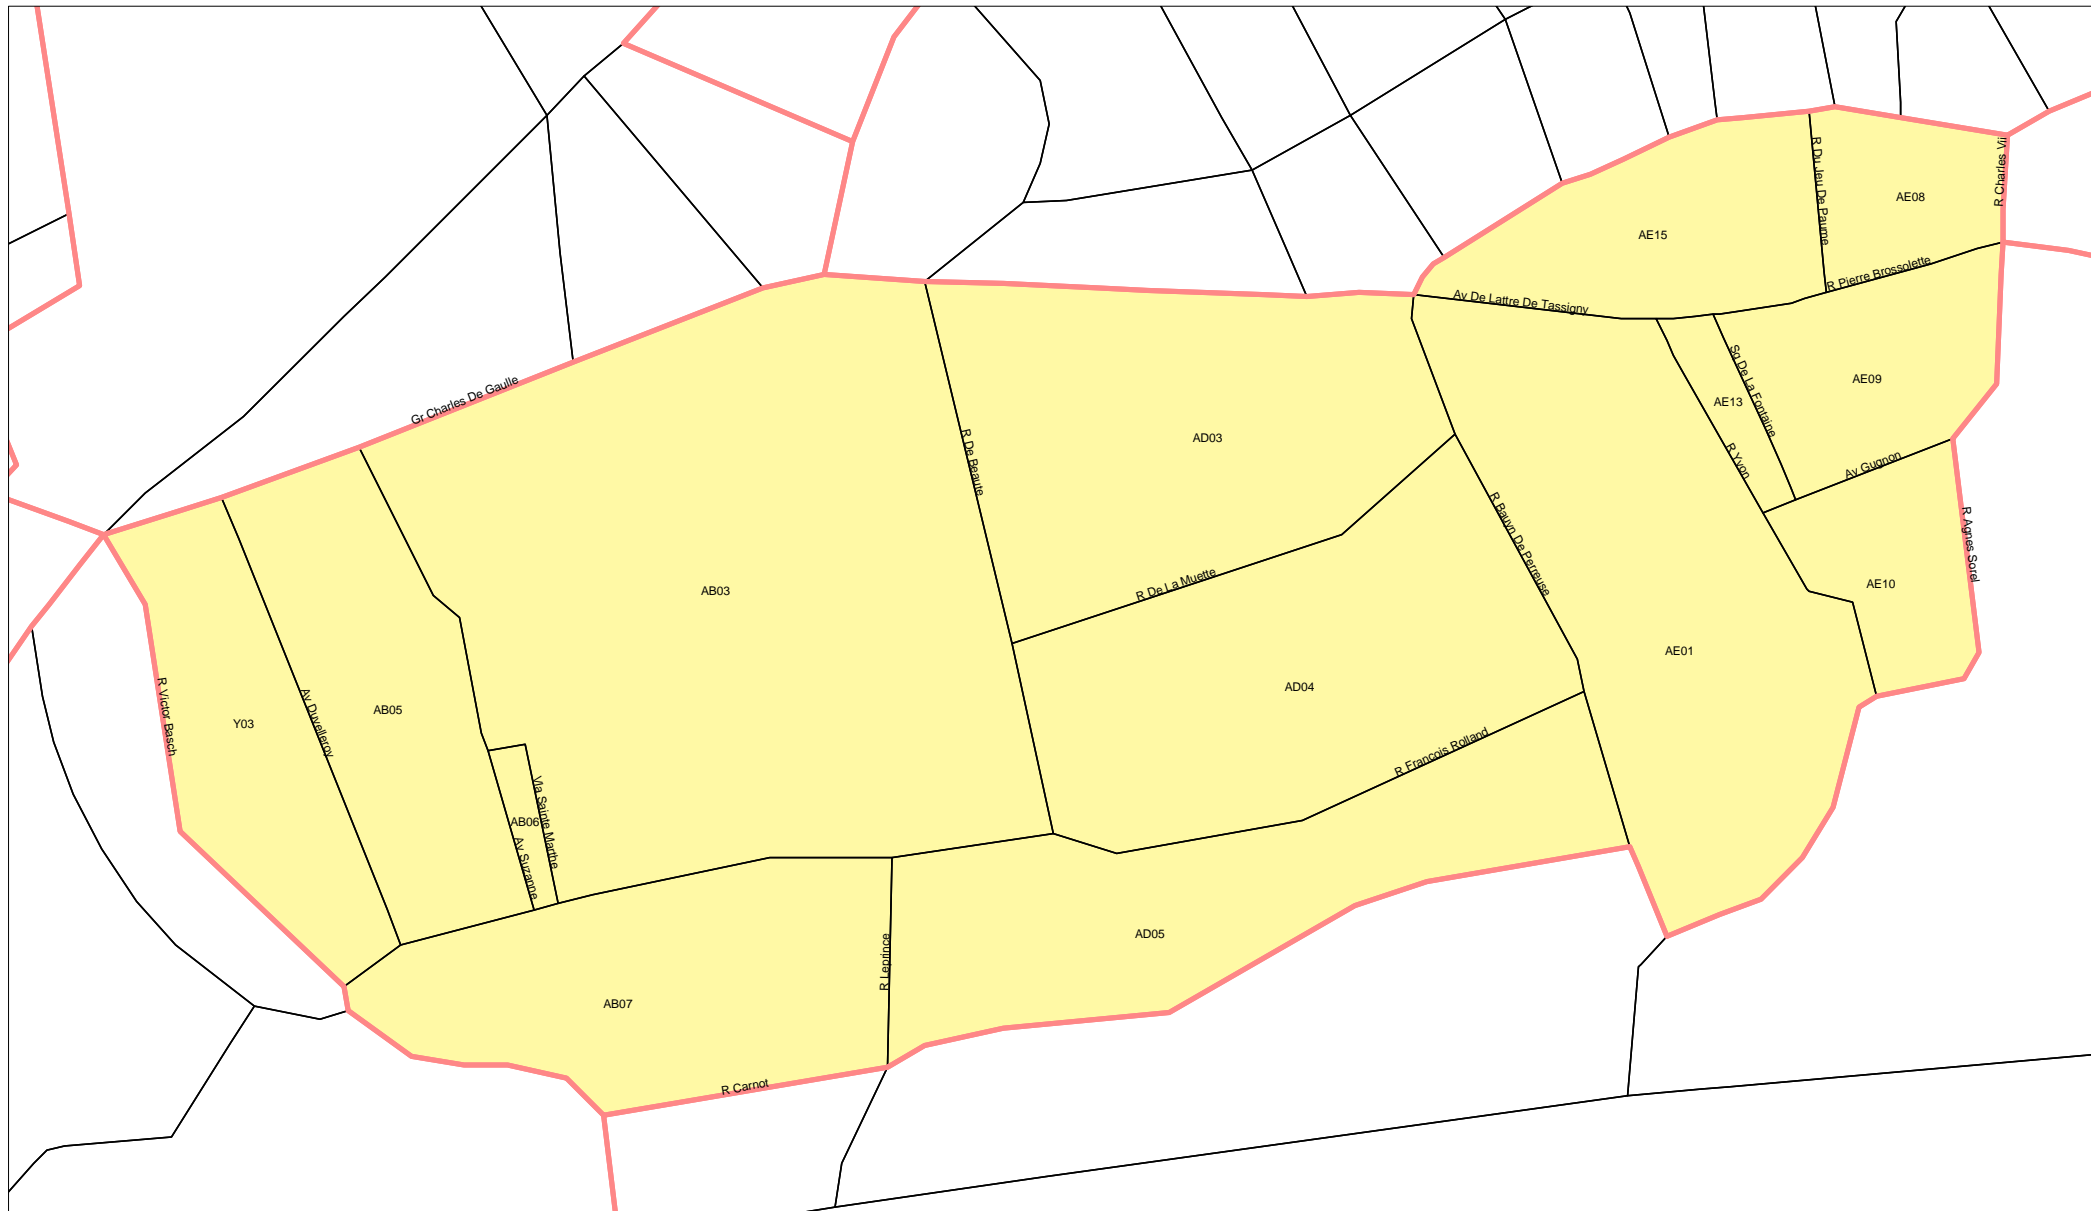 R Charles Vii
R Du Jeu De Paume
AE08
AE15
R Pierre Brossolette
Av De Lattre De Tassigny
Gr Charles De Gaulle
Sq De La Fontaine
AE09
AE13
R De Beaute
AD03
R Yvon
Av Gugnon
R Bauyn De Perreuse
R Agnes Sorel
R De La Muette
AE10
AB03
AE01
R Victor Basch
Av Duvelleroy
AB05
Y03
AD04
R Francois Rolland
Vla Sainte Marthe
AB06
Av Suzanne
R Leprince
AD05
AB07
R Carnot